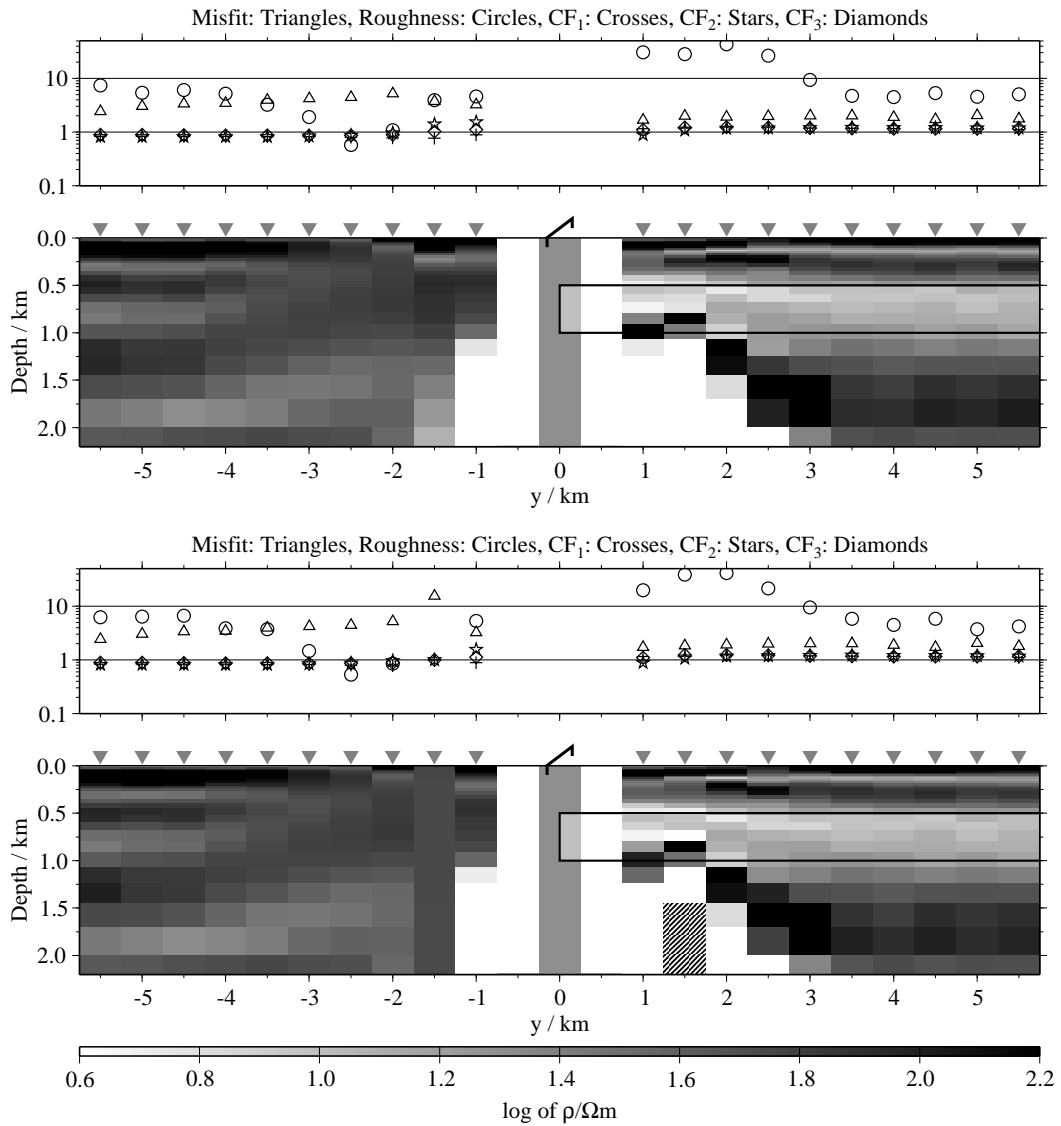 Misfit: Triangles, Roughness: Circles, CF₁: Crosses, CF₂: Stars, CF₃: Diamonds
10
1
0.1
0.0
0.5
1.0
1.5
2.0
Depth / km
-5 -4 -3 -2 -1 0 1 2 3 4 5
y / km
Misfit: Triangles, Roughness: Circles, CF₁: Crosses, CF₂: Stars, CF₃: Diamonds
10
1
0.1
0.0
0.5
1.0
1.5
2.0
Depth / km
-5 -4 -3 -2 -1 0 1 2 3 4 5
y / km
0.6 0.8 1.0 1.2 1.4 1.6 1.8 2.0 2.2
log of ρ/Ωm